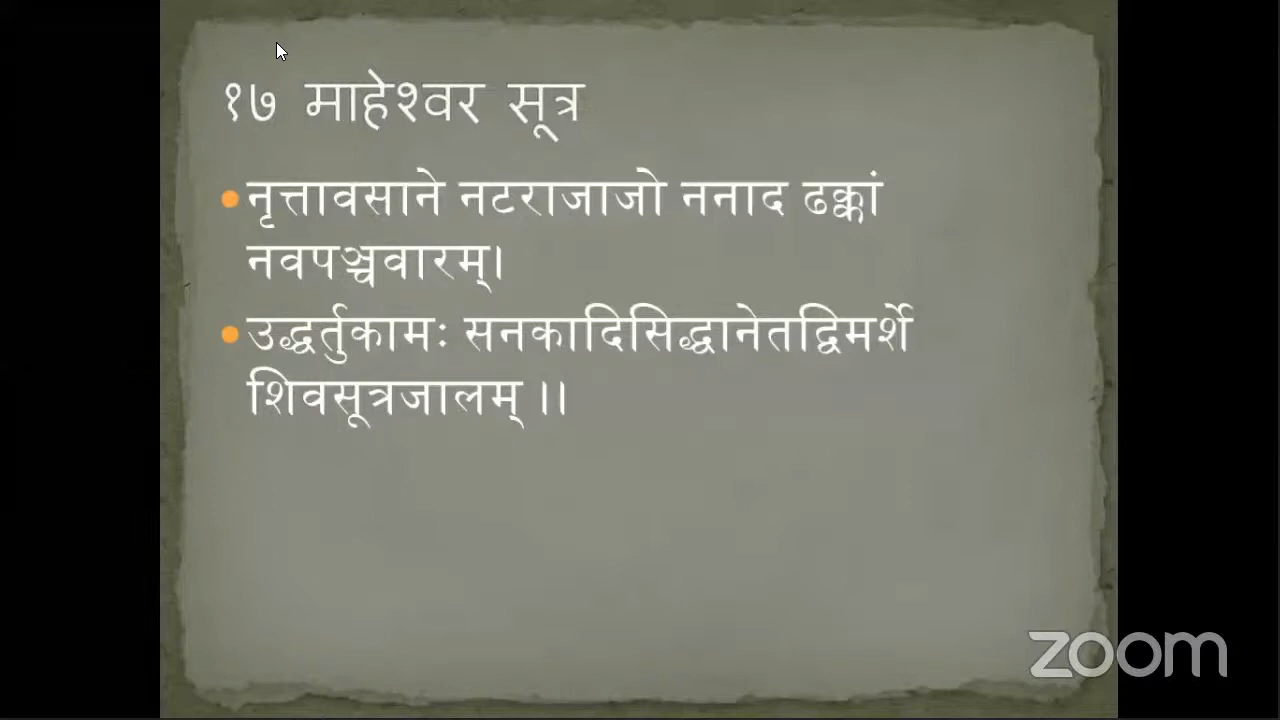 १७ माहेश्वर सूत्र
नृत्तावसाने नटराजाजो ननाद ढक्कां
नवपञ्चवारम्।
उद्धर्तुकामः सनकादिसिद्धानेतद्विमर्शे
शिवसूत्रजालम् ।।
zoom